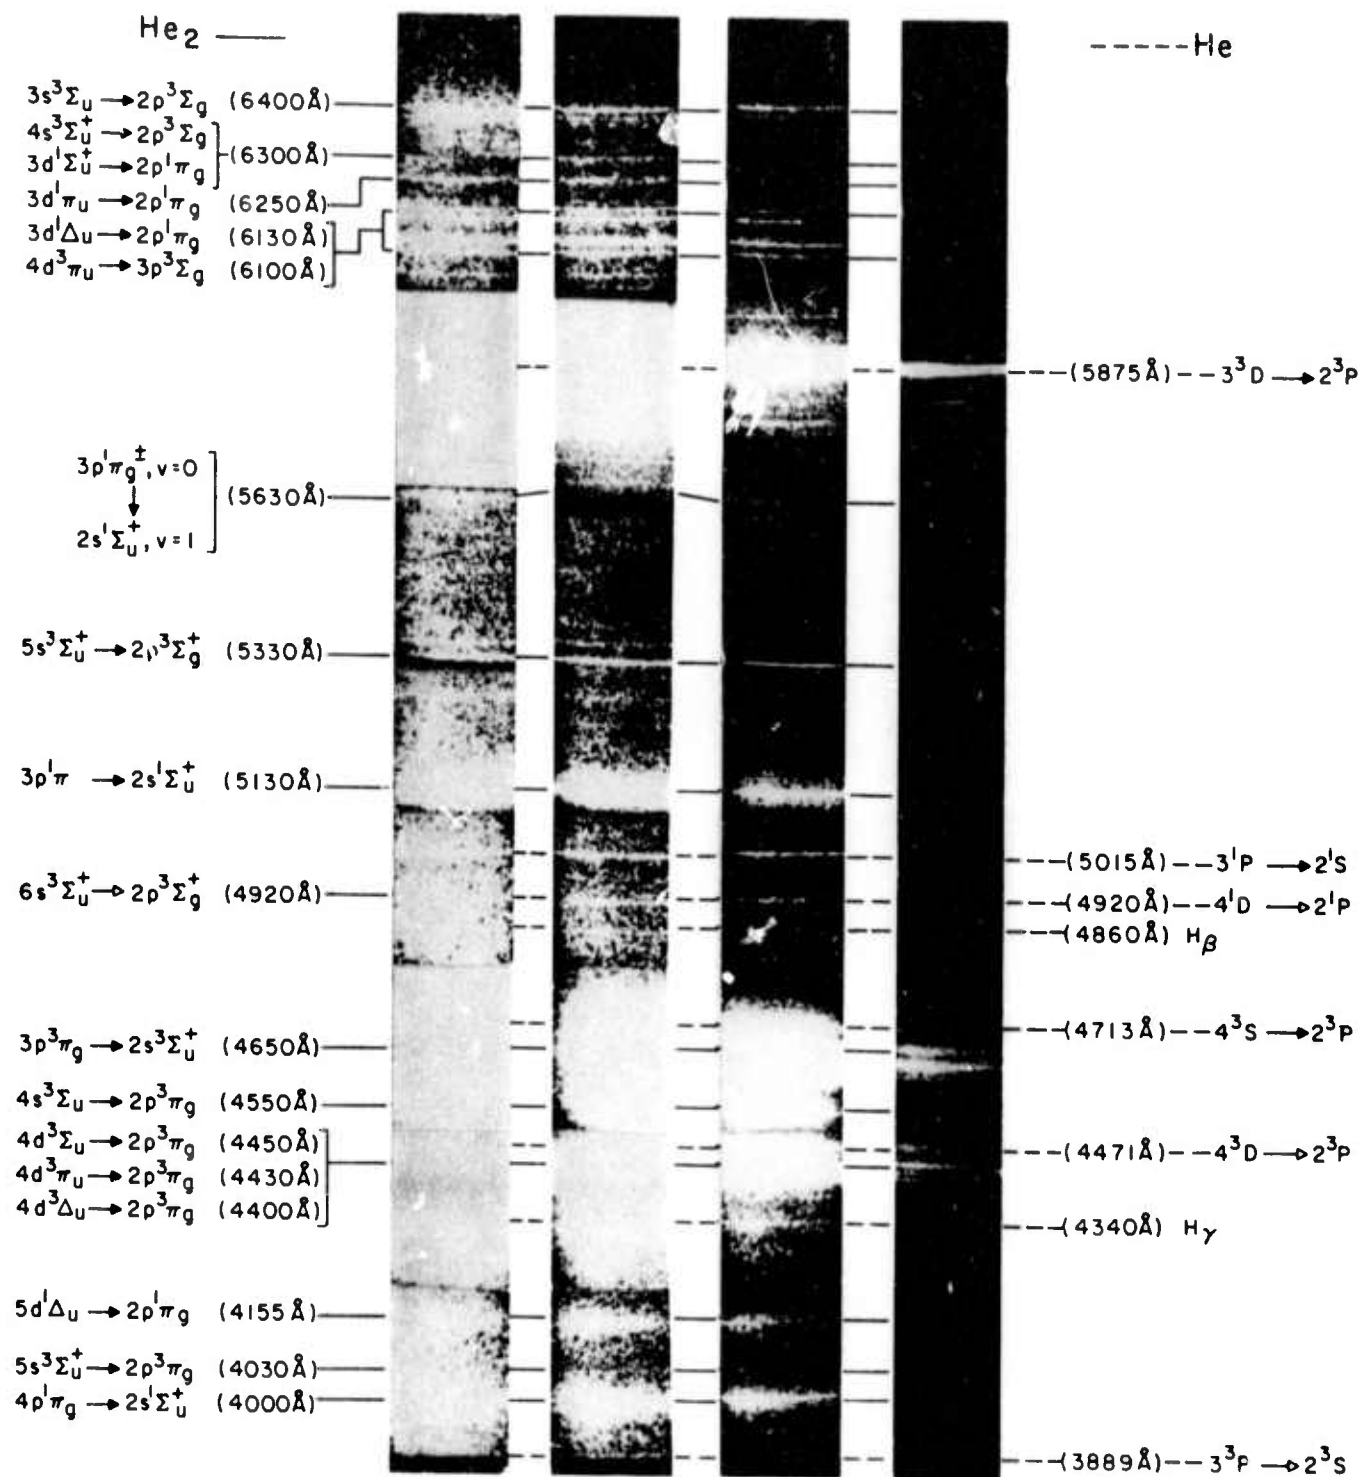 He₂ ——
-----He
3s³Σu → 2p³Σg (6400Å)
4s³Σu⁺ → 2p³Σg
(6300Å)
3d¹Σu⁺ → 2p¹πg
3d¹πu → 2p¹πg (6250Å)
3d¹Δu → 2p¹πg (6130Å)
4d³πu → 3p³Σg (6100Å)
---(5875Å)--3³D → 2³P
3p¹πg±, v=0
↓
(5630Å)
2s¹Σu⁺, v=1
5s³Σu⁺ → 2p³Σg⁺ (5330Å)
3p¹π → 2s¹Σu⁺ (5130Å)
---(5015Å)--3¹P → 2¹S
6s³Σu⁺ → 2p³Σg⁺ (4920Å)
---(4920Å)--4¹D → 2¹P
---(4860Å) Hβ
---(4713Å)--4³S → 2³P
3p³πg → 2s³Σu⁺ (4650Å)
4s³Σu → 2p³πg (4550Å)
4d³Σu → 2p³πg (4450Å)
---(4471Å)--4³D → 2³P
4d³πu → 2p³πg (4430Å)
4d³Δu → 2p³πg (4400Å)
---(4340Å) Hγ
5d¹Δu → 2p¹πg (4155Å)
5s³Σu⁺ → 2p³πg (4030Å)
4p¹πg → 2s¹Σu⁺ (4000Å)
---(3889Å)--3³P → 2³S